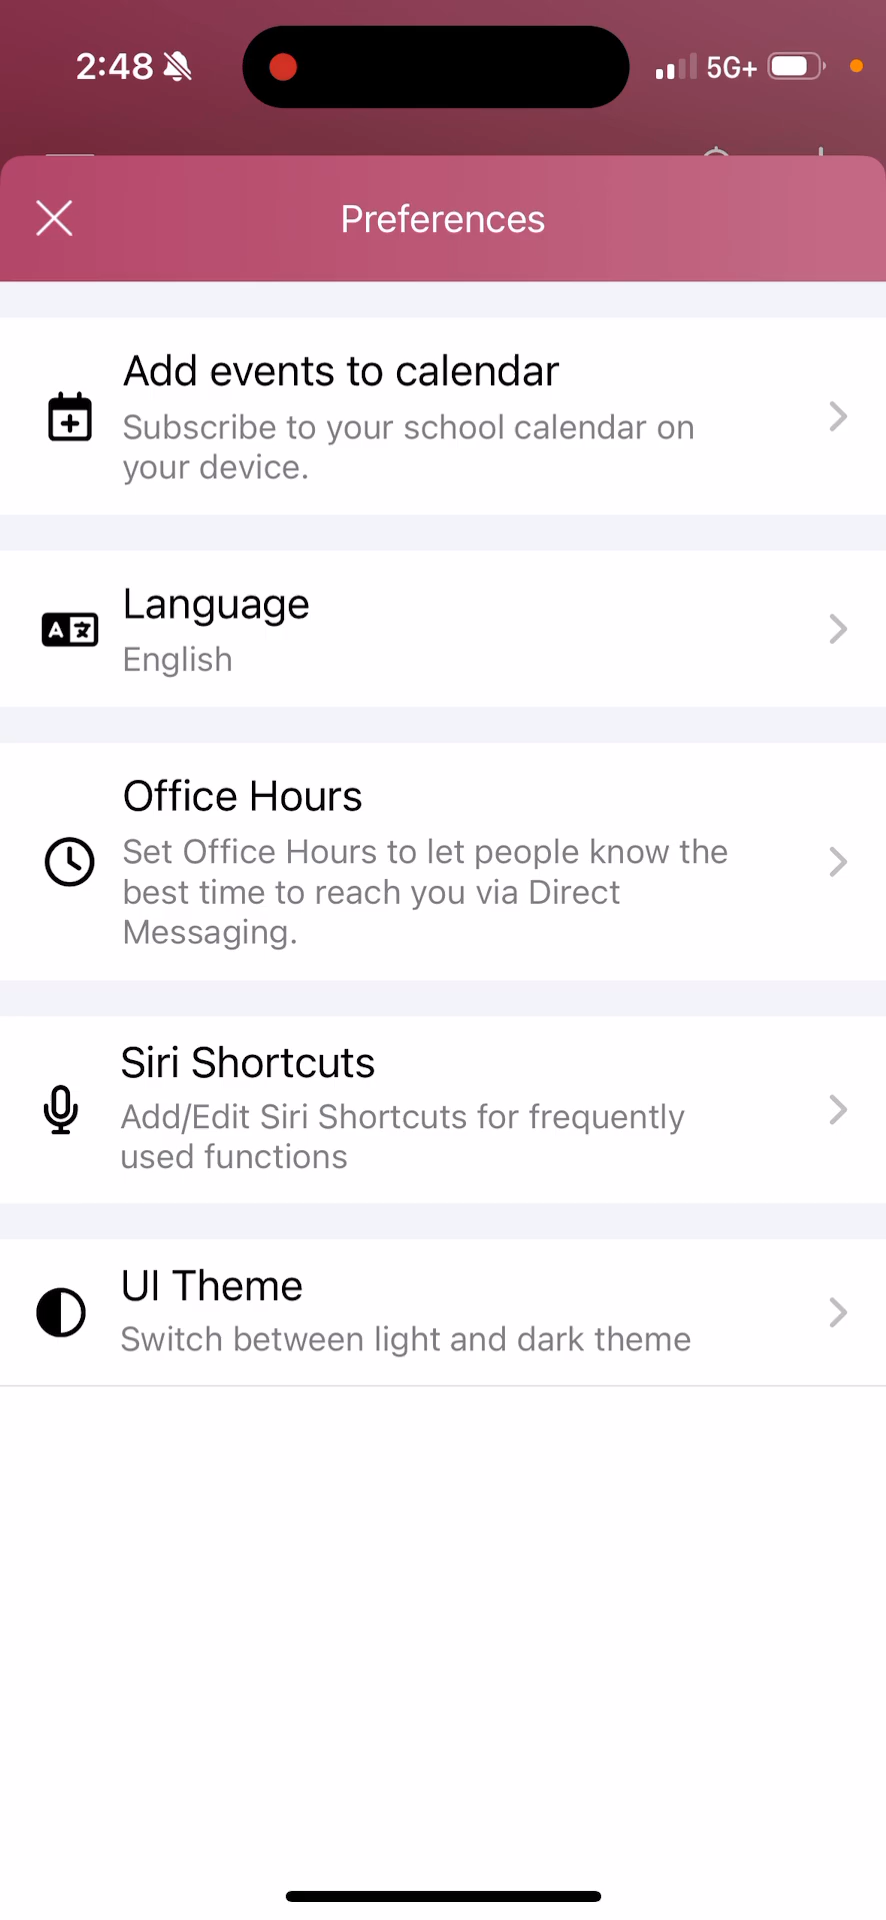 2:48
5G+
Preferences
Add events to calendar
Subscribe to your school calendar on
your device.
A
Language
English
Office Hours
Set Office Hours to let people know the
best time to reach you via Direct
Messaging.
Siri Shortcuts
Add/Edit Siri Shortcuts for frequently
used functions
UI Theme
Switch between light and dark theme